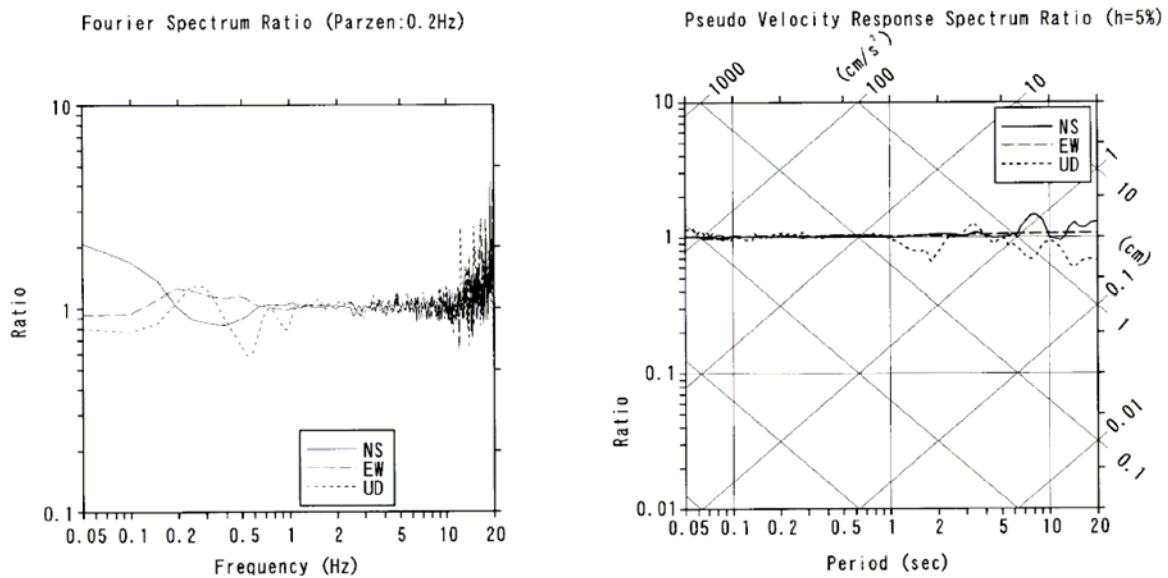 Fourier Spectrum Ratio (Parzen:0.2Hz)
10
1
0.1
Ratio
0.05 0.1 0.2 0.5 1 2 5 10 20
Frequency (Hz)
NS
EW
UD
Pseudo Velocity Response Spectrum Ratio (h=5%)
(cm/s²)
1000
100
10
1
10
(cm)
0.1
1
0.01
0.1
NS
EW
UD
10
1
0.1
0.01
Ratio
0.05 0.1 0.2 0.5 1 2 5 10 20
Period (sec)